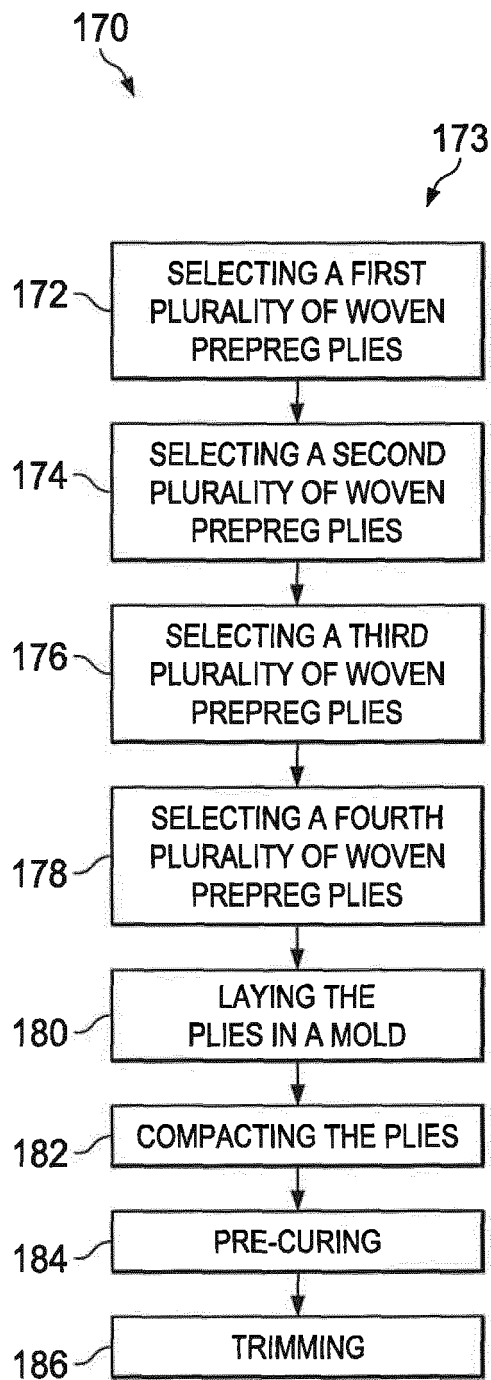 170
173
172
SELECTING A FIRST
PLURALITY OF WOVEN
PREPREG PLIES
174
SELECTING A SECOND
PLURALITY OF WOVEN
PREPREG PLIES
176
SELECTING A THIRD
PLURALITY OF WOVEN
PREPREG PLIES
178
SELECTING A FOURTH
PLURALITY OF WOVEN
PREPREG PLIES
180
LAYING THE
PLIES IN A MOLD
182
COMPACTING THE PLIES
184
PRE-CURING
186
TRIMMING